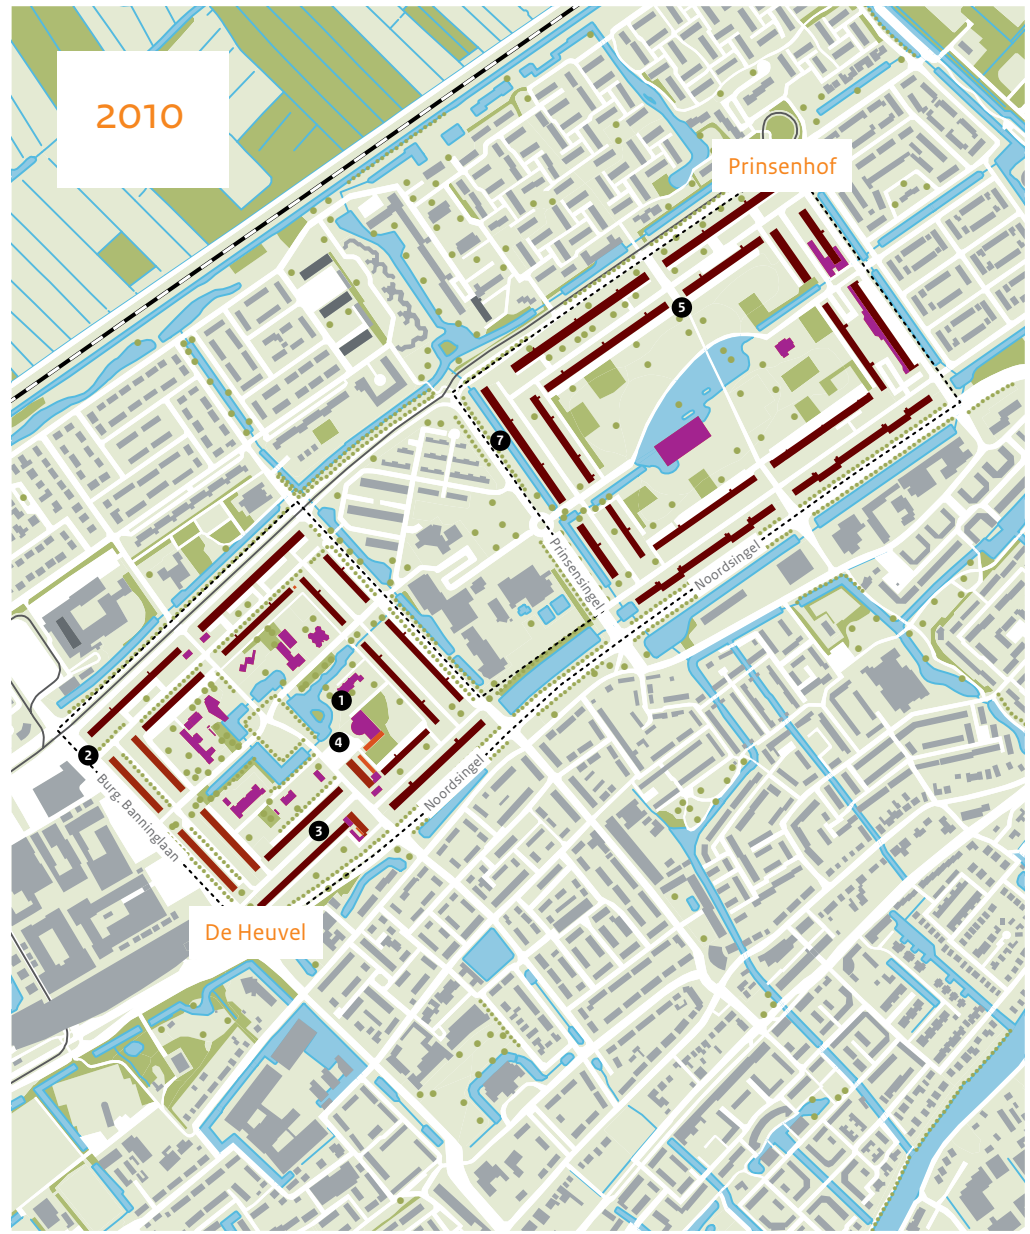 2010
Prinsenhof
5
7
Prinsensingel
Noordsingel
1
4
2
Burg. Banninglaan
Noordsingel
3
De Heuvel